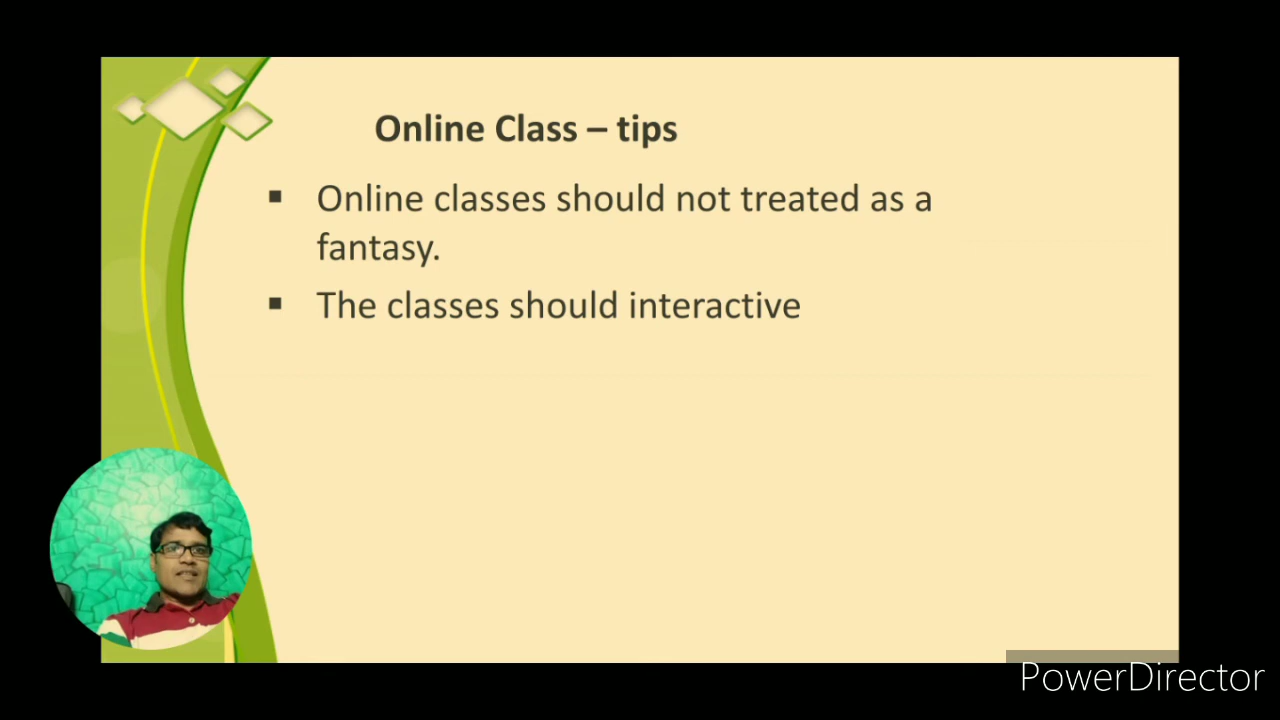 Online Class – tips
▪ Online classes should not treated as a
fantasy.
▪ The classes should interactive
PowerDirector